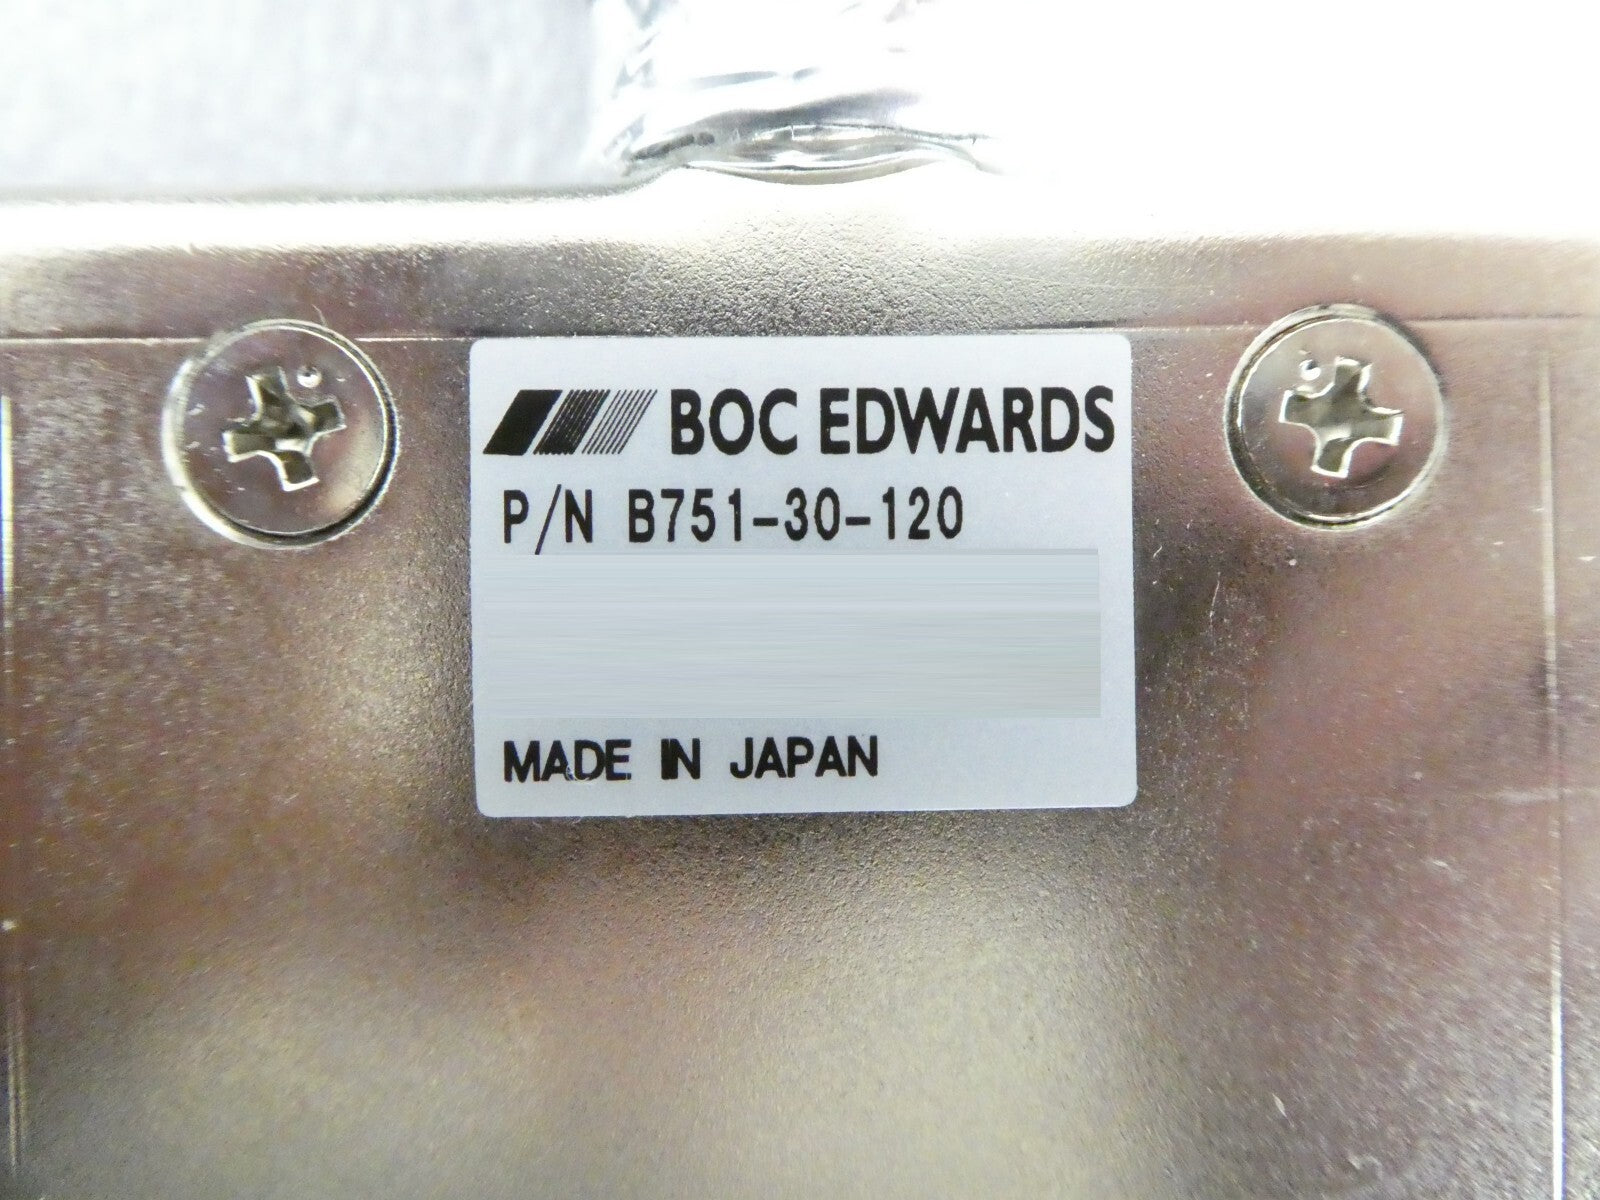 BOC EDWARDS
P/N B751-30-120
MADE IN JAPAN